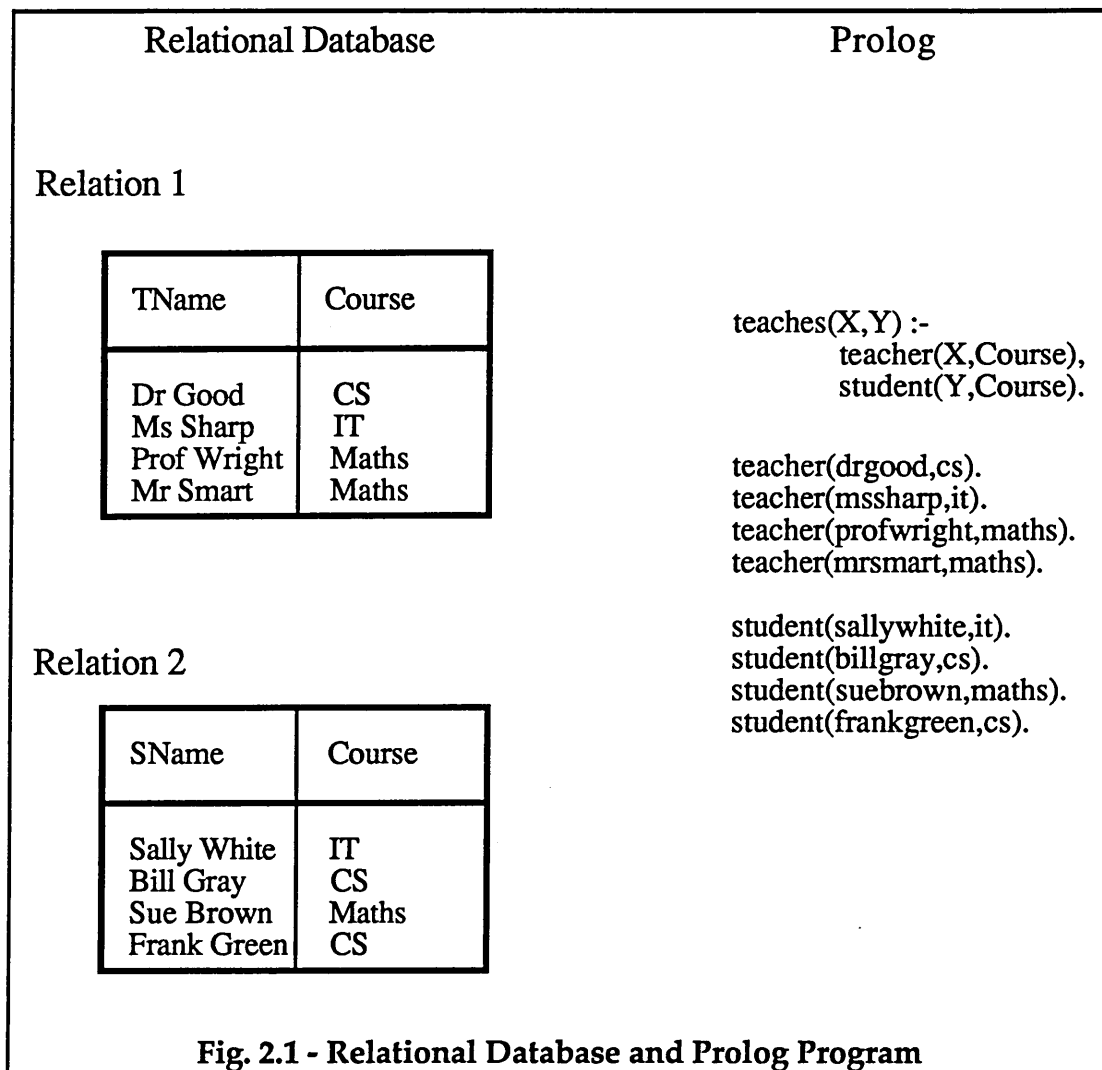 Relational Database
Prolog
Relation 1
TName Course
Dr Good CS
Ms Sharp IT
Prof Wright Maths
Mr Smart Maths
Relation 2
SName Course
Sally White IT
Bill Gray CS
Sue Brown Maths
Frank Green CS
teaches(X,Y) :-
teacher(X,Course),
student(Y,Course).
teacher(drgood,cs).
teacher(mssharp,it).
teacher(profwright,maths).
teacher(mrsmart,maths).
student(sallywhite,it).
student(billgray,cs).
student(suebrown,maths).
student(frankgreen,cs).
Fig. 2.1 - Relational Database and Prolog Program